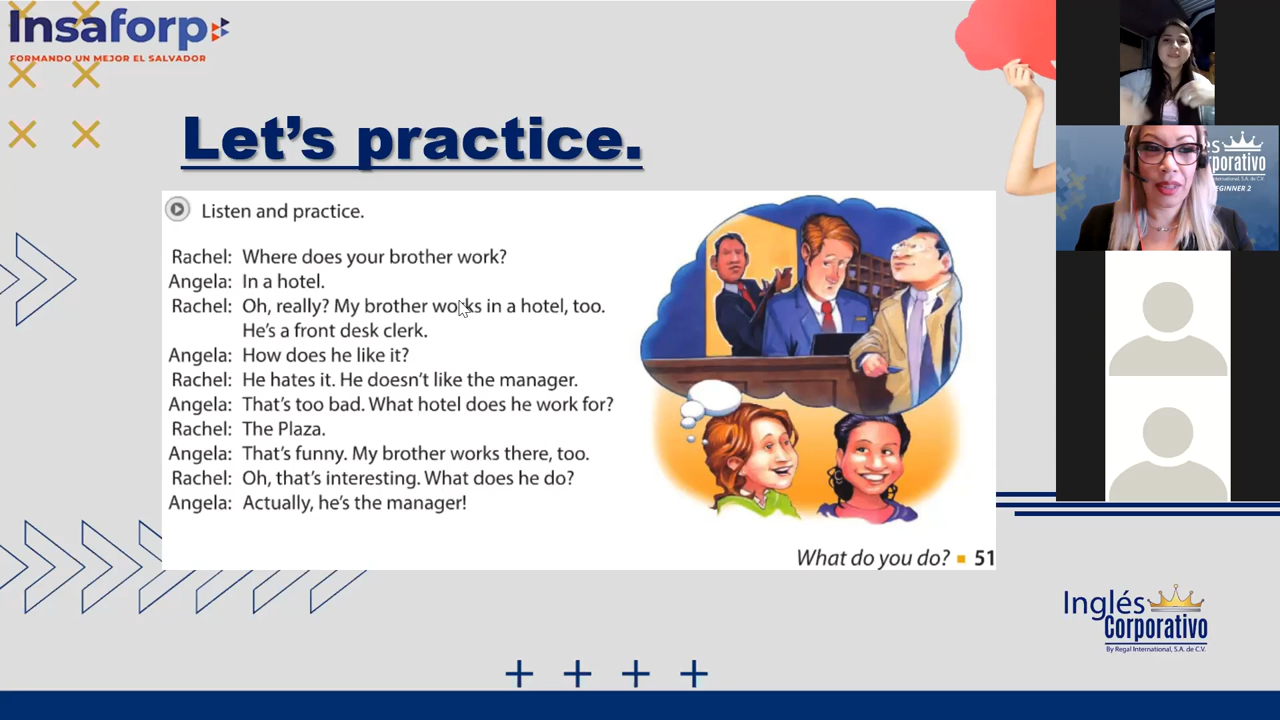 Insaforp
FORMANDO UN MEJOR EL SALVADOR
Let's practice.
Listen and practice.
Rachel: Where does your brother work?
Angela: In a hotel.
Rachel: Oh, really? My brother works in a hotel, too.
He's a front desk clerk.
Angela: How does he like it?
Rachel: He hates it. He doesn't like the manager.
Angela: That's too bad. What hotel does he work for?
Rachel: The Plaza.
Angela: That's funny. My brother works there, too.
Rachel: Oh, that's interesting. What does he do?
Angela: Actually, he's the manager!
What do you do? ▪ 51
és
rporativo
EGINNER 2
Inglés
Corporativo
By Regal International, S.A. de C.V.